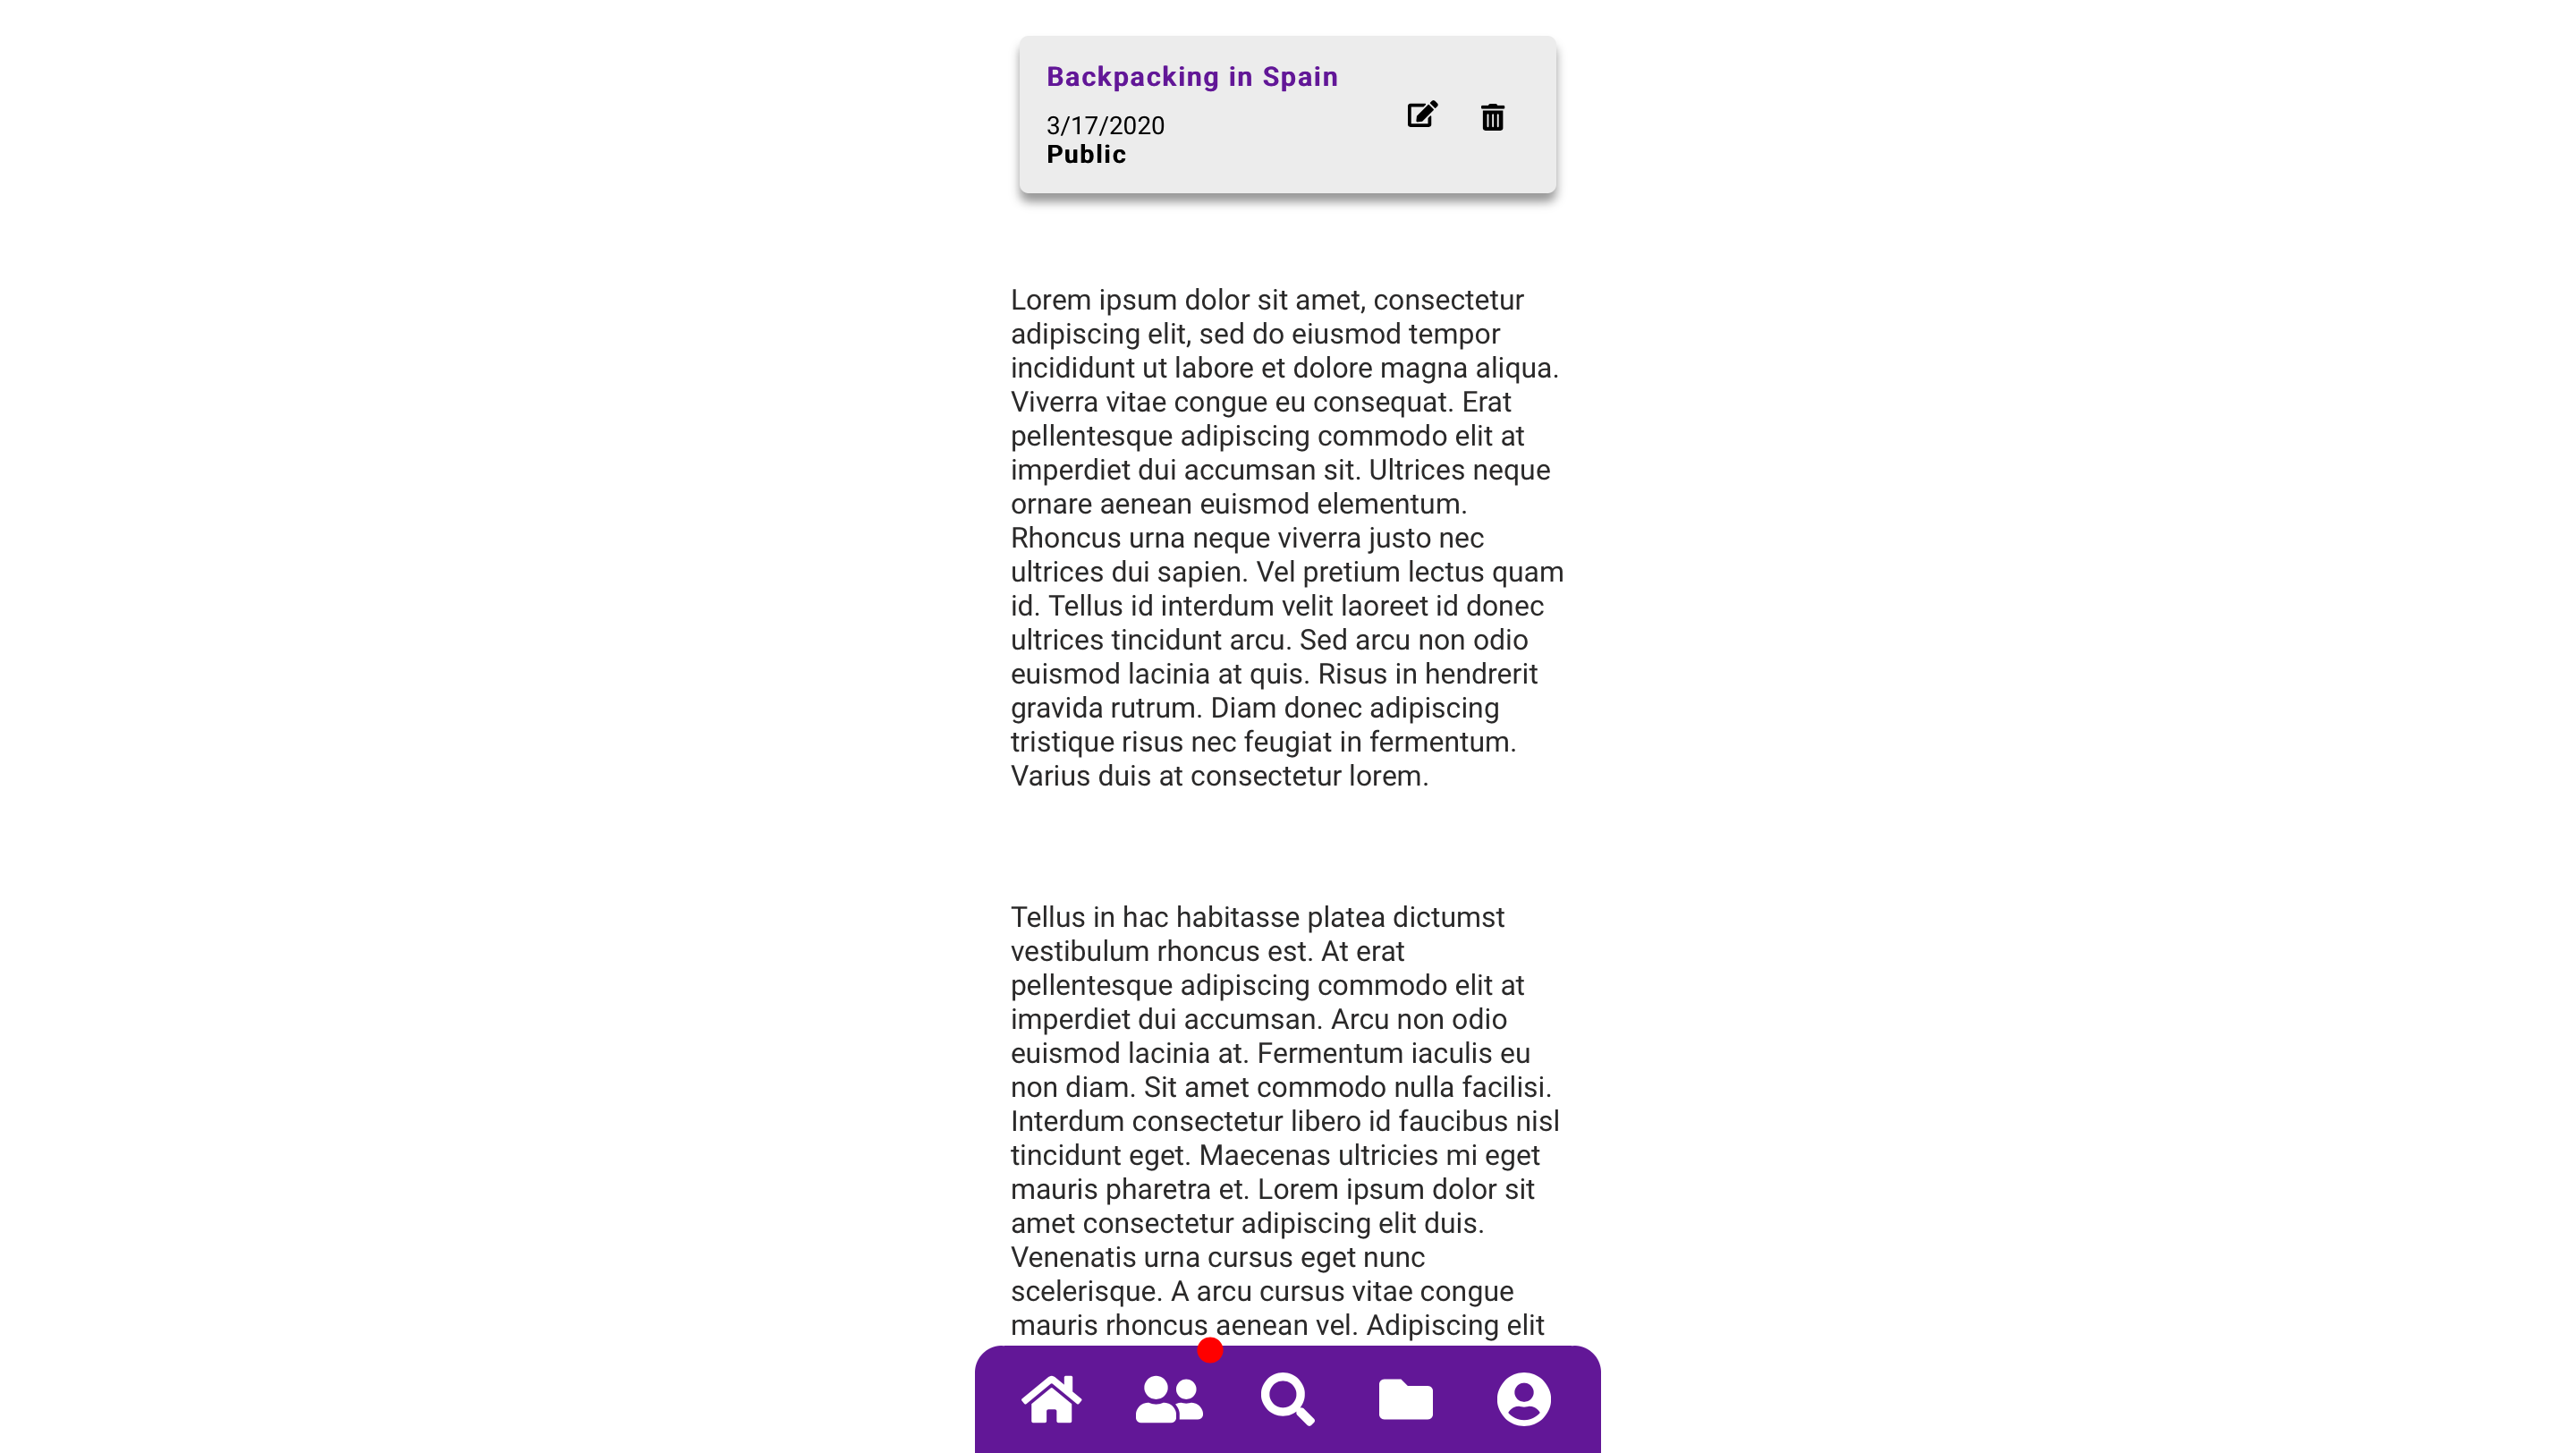 Backpacking in Spain
3/17/2020
Public
Lorem ipsum dolor sit amet, consectetur
adipiscing elit, sed do eiusmod tempor
incididunt ut labore et dolore magna aliqua.
Viverra vitae congue eu consequat. Erat
pellentesque adipiscing commodo elit at
imperdiet dui accumsan sit. Ultrices neque
ornare aenean euismod elementum.
Rhoncus urna neque viverra justo nec
ultrices dui sapien. Vel pretium lectus quam
id. Tellus id interdum velit laoreet id donec
ultrices tincidunt arcu. Sed arcu non odio
euismod lacinia at quis. Risus in hendrerit
gravida rutrum. Diam donec adipiscing
tristique risus nec feugiat in fermentum.
Varius duis at consectetur lorem.
Tellus in hac habitasse platea dictumst
vestibulum rhoncus est. At erat
pellentesque adipiscing commodo elit at
imperdiet dui accumsan. Arcu non odio
euismod lacinia at. Fermentum iaculis eu
non diam. Sit amet commodo nulla facilisi.
Interdum consectetur libero id faucibus nisl
tincidunt eget. Maecenas ultricies mi eget
mauris pharetra et. Lorem ipsum dolor sit
amet consectetur adipiscing elit duis.
Venenatis urna cursus eget nunc
scelerisque. A arcu cursus vitae congue
mauris rhoncus aenean vel. Adipiscing elit